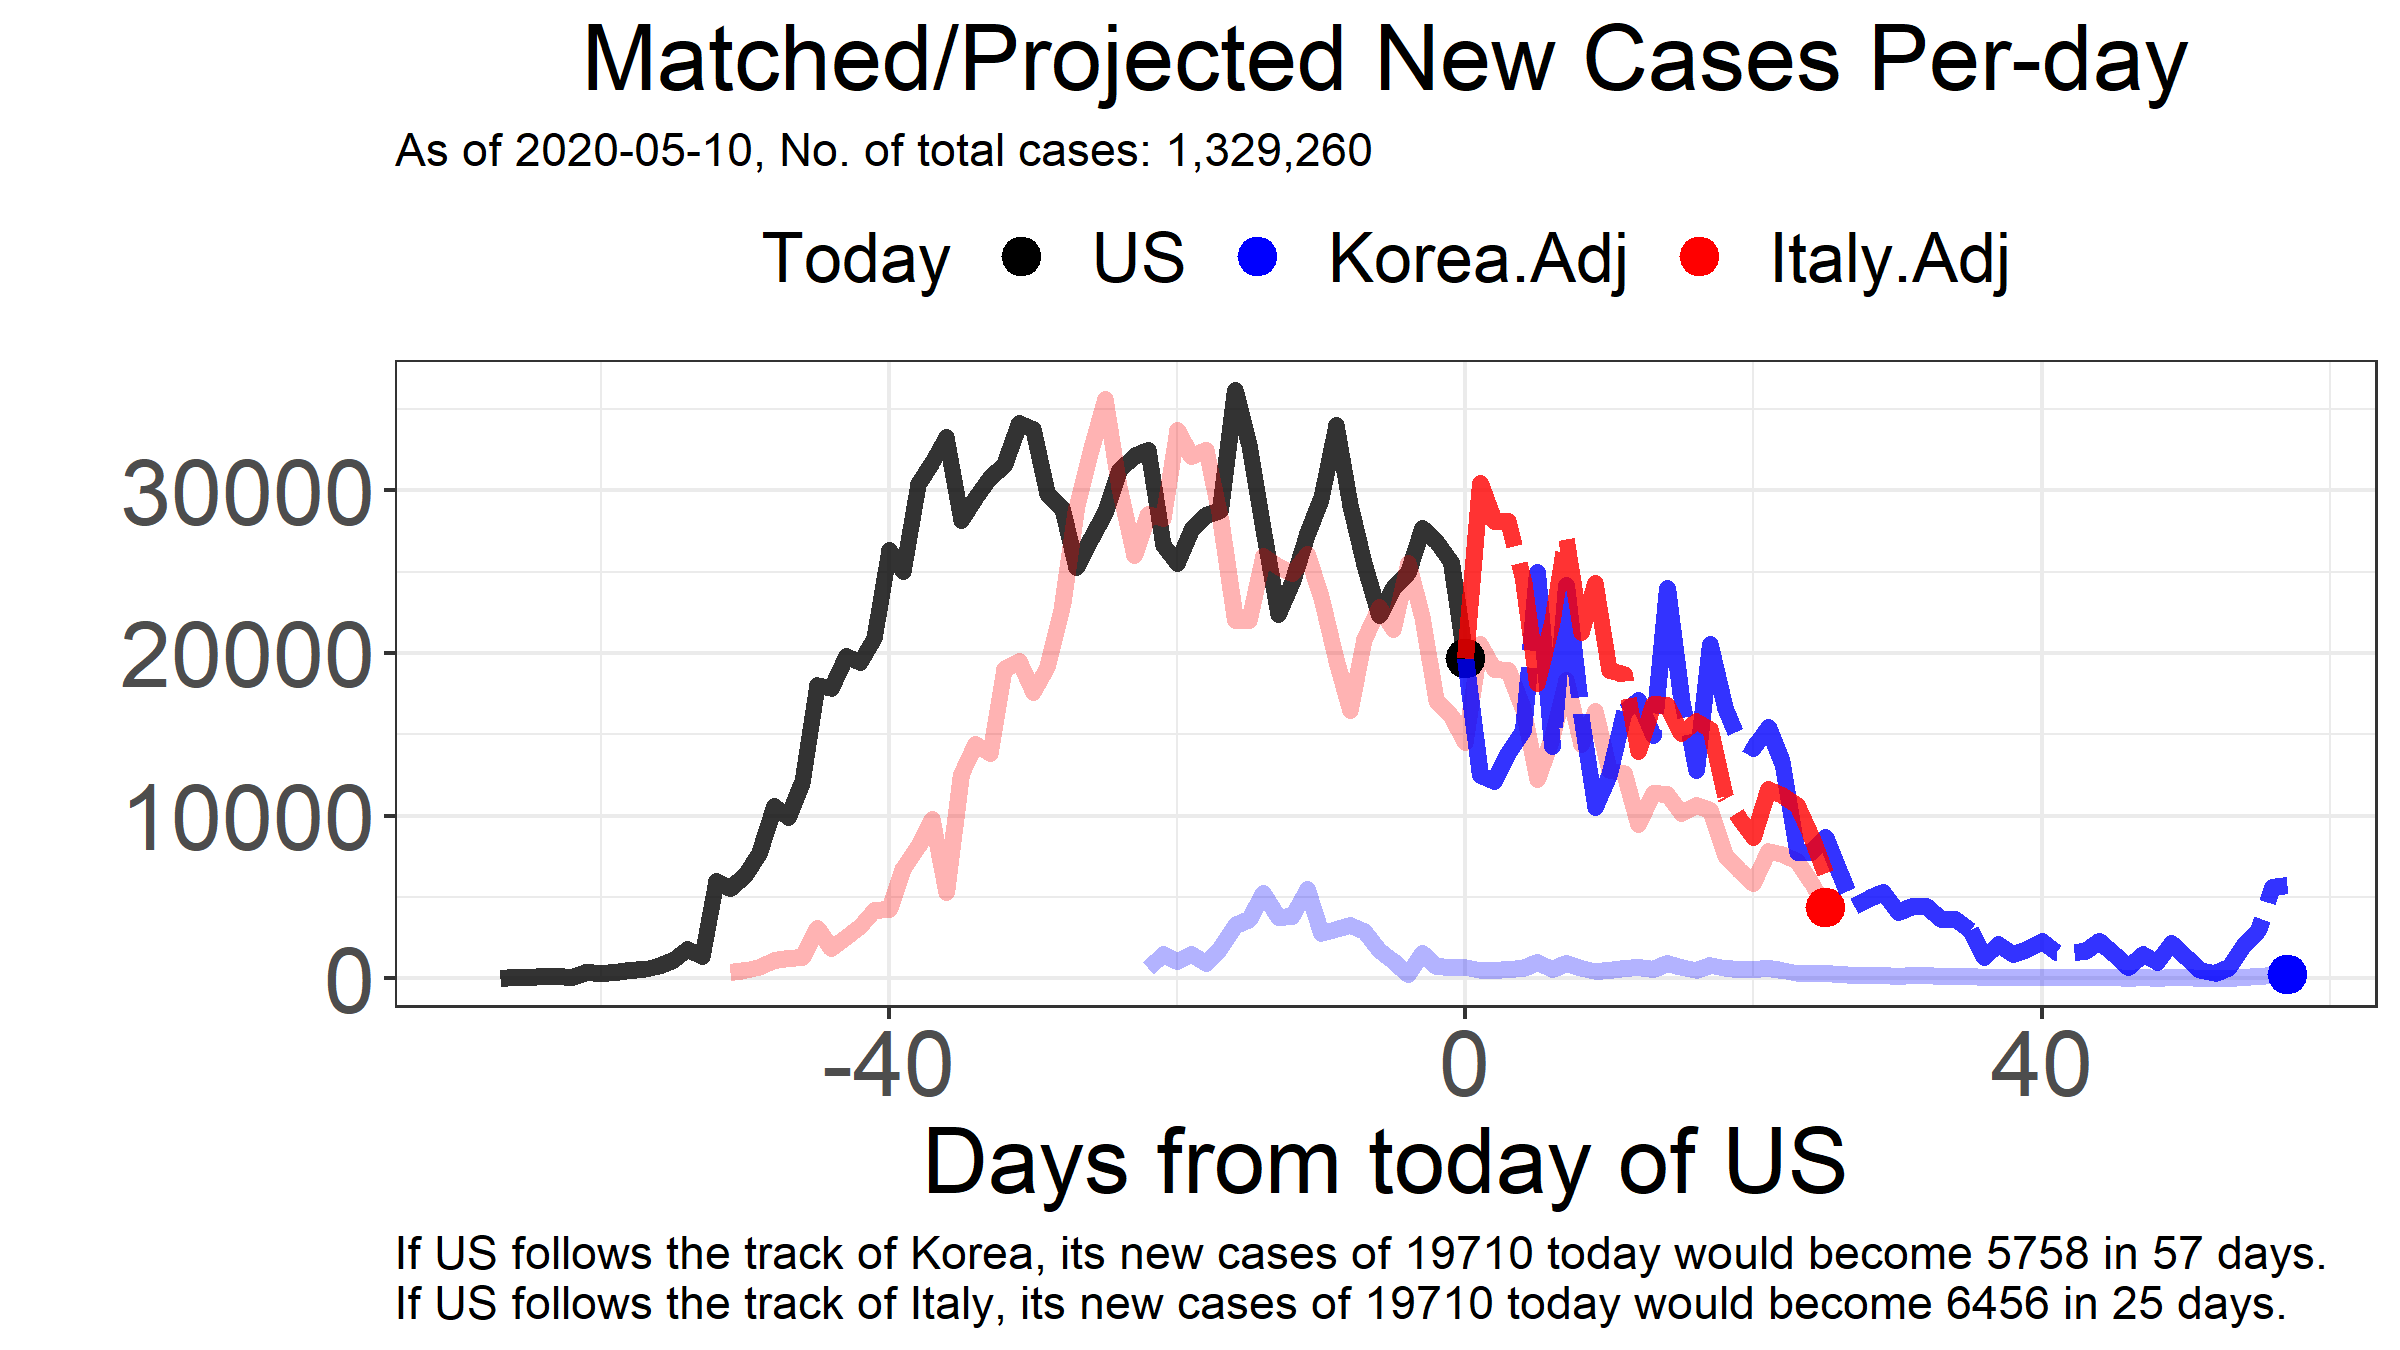 Matched/Projected New Cases Per-day
As of 2020-05-10, No. of total cases: 1,329,260
Today US Korea.Adj Italy.Adj
30000
20000
10000
0
-40 0 40
Days from today of US
If US follows the track of Korea, its new cases of 19710 today would become 5758 in 57 days.
If US follows the track of Italy, its new cases of 19710 today would become 6456 in 25 days.